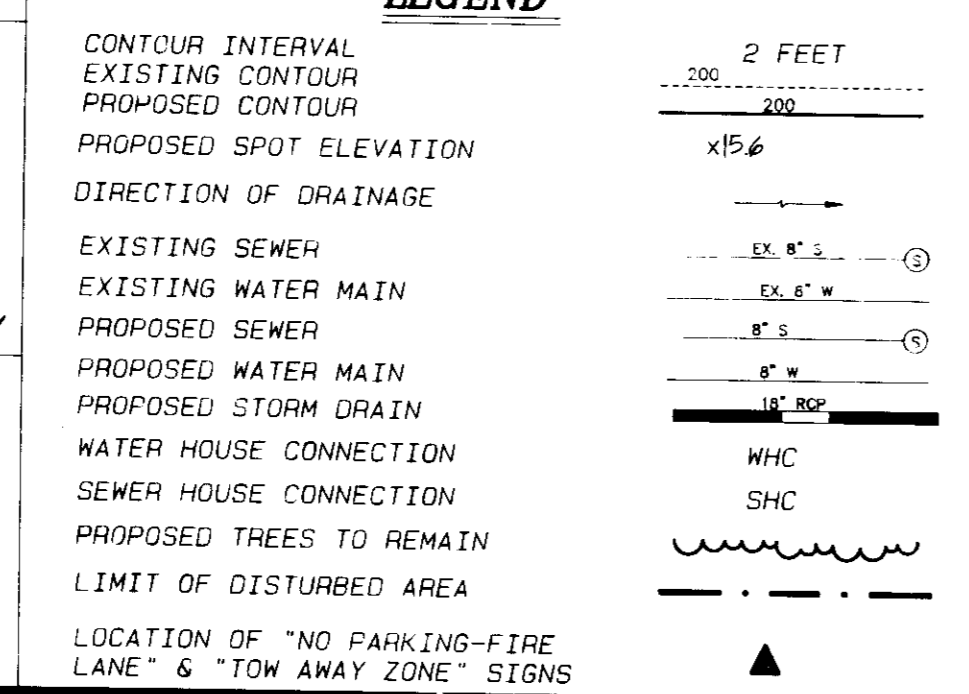 LEGEND
CONTOUR INTERVAL 2 FEET
EXISTING CONTOUR 200
PROPOSED CONTOUR 200
PROPOSED SPOT ELEVATION x15.6
DIRECTION OF DRAINAGE
EXISTING SEWER EX. 8" S S
EXISTING WATER MAIN EX. 8" W
PROPOSED SEWER 8" S S
PROPOSED WATER MAIN 8" W
PROPOSED STORM DRAIN 18" RCP
WATER HOUSE CONNECTION WHC
SEWER HOUSE CONNECTION SHC
PROPOSED TREES TO REMAIN
LIMIT OF DISTURBED AREA
LOCATION OF "NO PARKING-FIRE
LANE" & "TOW AWAY ZONE" SIGNS